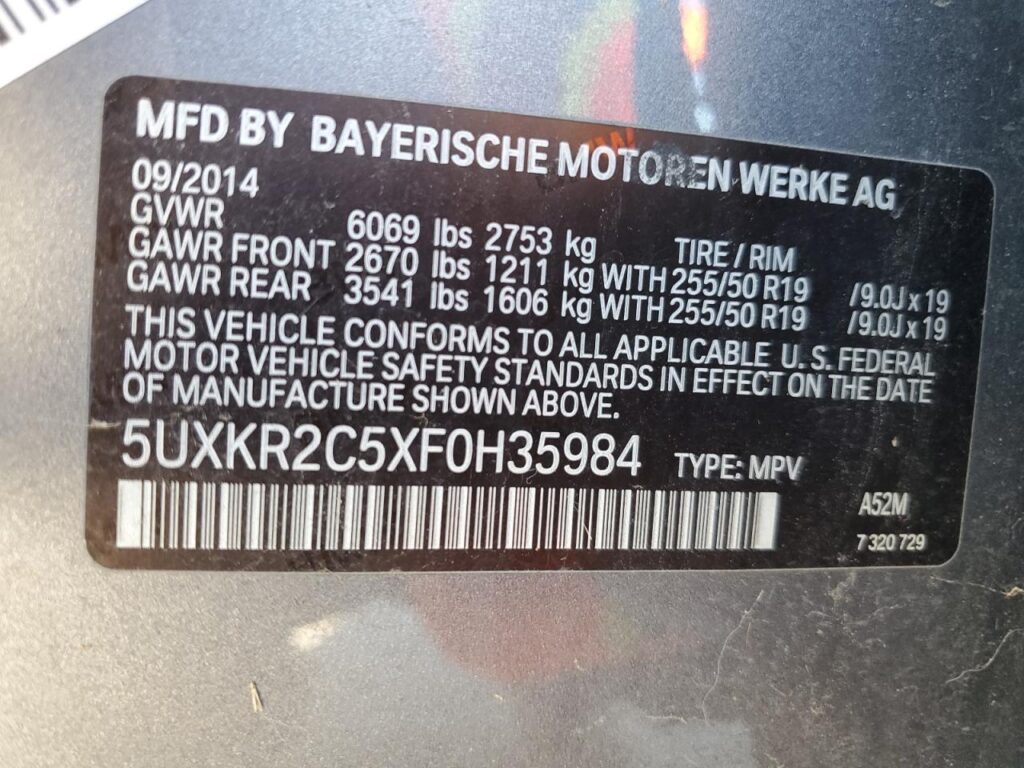 MFD BY BAYERISCHE MOTOREN WERKE AG
09/2014
GVWR 6069 lbs 2753 kg TIRE / RIM
GAWR FRONT 2670 lbs 1211 kg WITH 255/50 R19 /9.0J x 19
GAWR REAR 3541 lbs 1606 kg WITH 255/50 R19 /9.0J x 19
THIS VEHICLE CONFORMS TO ALL APPLICABLE U. S. FEDERAL
MOTOR VEHICLE SAFETY STANDARDS IN EFFECT ON THE DATE
OF MANUFACTURE SHOWN ABOVE.
5UXKR2C5XF0H35984 TYPE: MPV
A52M
7 320 729